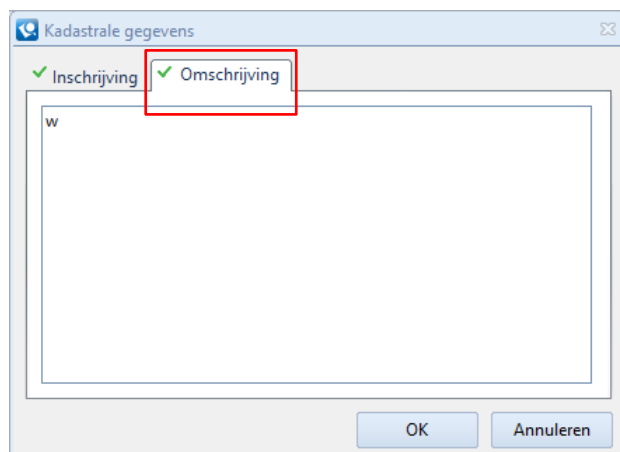 Kadastrale gegevens
Inschrijving Omschrijving
w
OK Annuleren